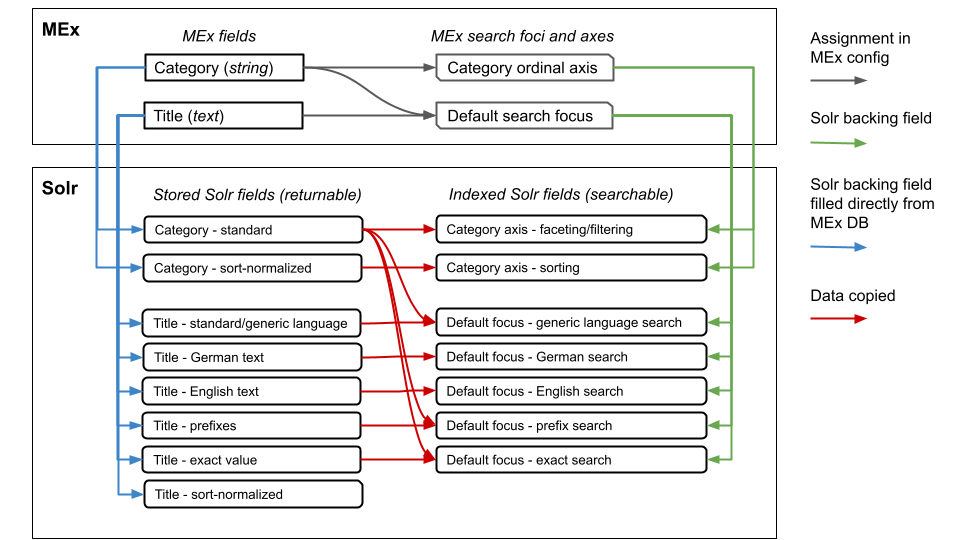 MEx
MEx fields
MEx search foci and axes
Category (string)
Category ordinal axis
Title (text)
Default search focus
Solr
Stored Solr fields (returnable)
Indexed Solr fields (searchable)
Category - standard
Category axis - faceting/filtering
Category - sort-normalized
Category axis - sorting
Title - standard/generic language
Default focus - generic language search
Title - German text
Default focus - German search
Title - English text
Default focus - English search
Title - prefixes
Default focus - prefix search
Title - exact value
Default focus - exact search
Title - sort-normalized
Assignment in
MEx config
Solr backing field
Solr backing field
filled directly from
MEx DB
Data copied